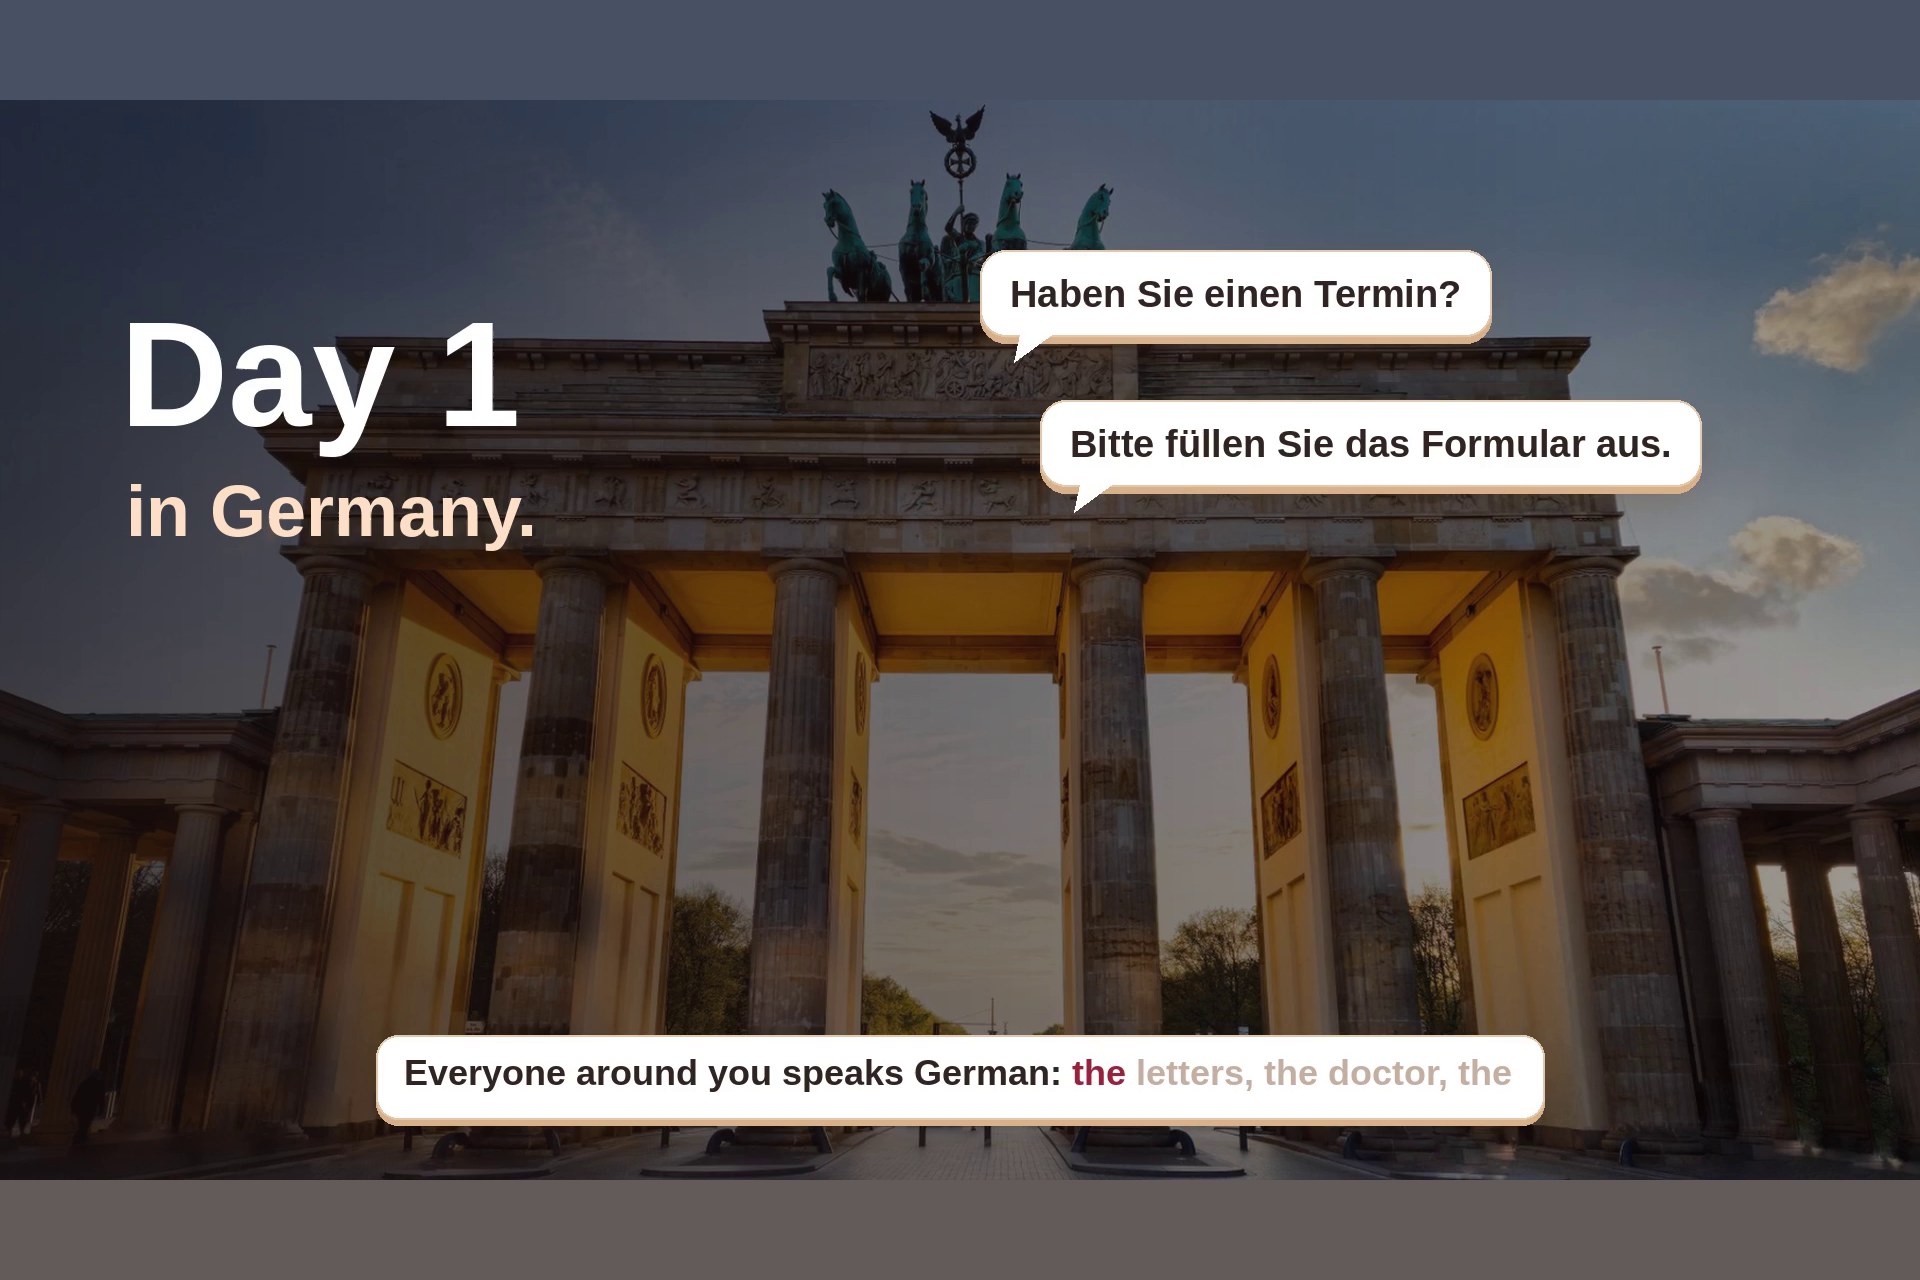 Day 1
in Germany.
Haben Sie einen Termin?
Bitte füllen Sie das Formular aus.
Everyone around you speaks German: the letters, the doctor, the